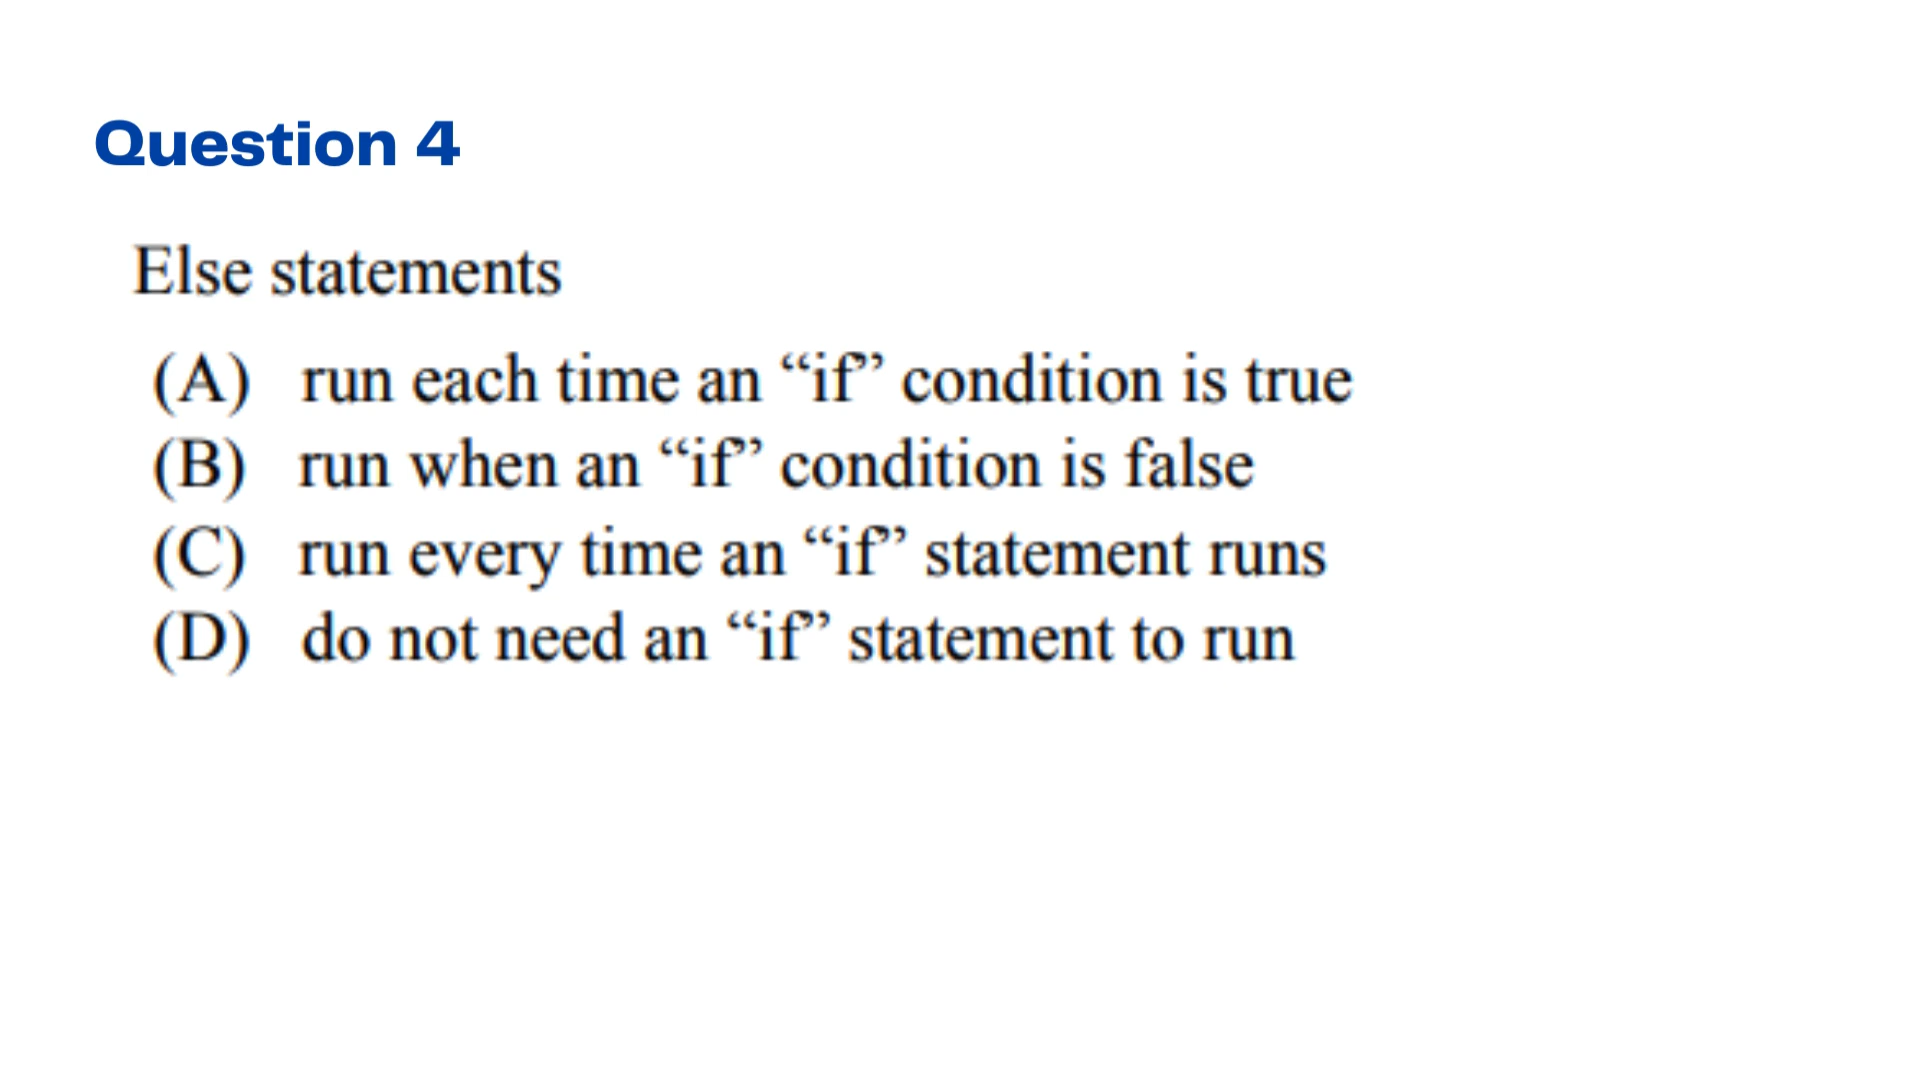 Question 4
Else statements
(A) run each time an “if” condition is true
(B) run when an “if” condition is false
(C) run every time an “if” statement runs
(D) do not need an “if” statement to run